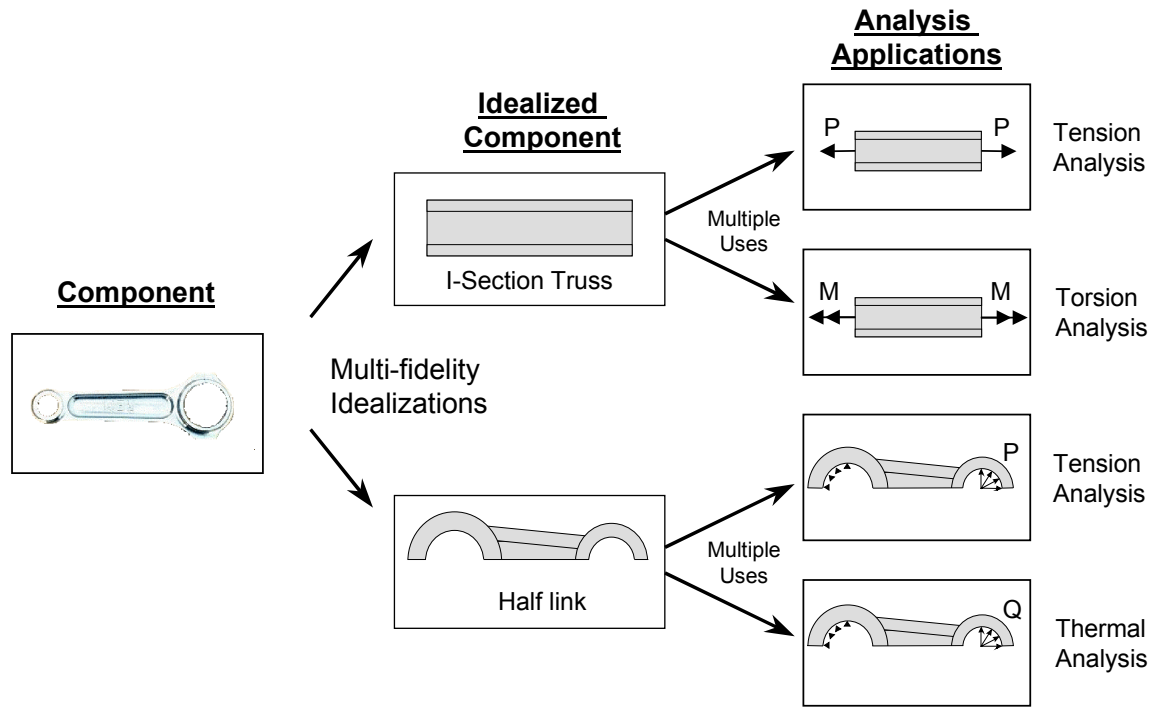 Component
Multi-fidelity
Idealizations
Idealized
Component
I-Section Truss
Half link
Multiple
Uses
Multiple
Uses
Analysis
Applications
P
P
Tension
Analysis
M
M
Torsion
Analysis
P
Tension
Analysis
Q
Thermal
Analysis